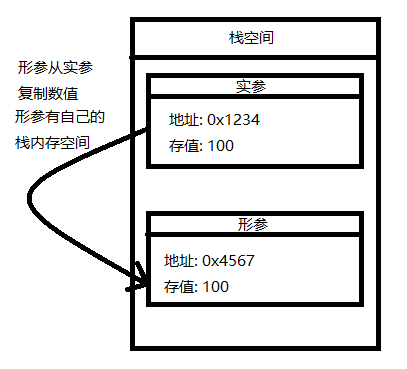 栈空间
形参从实参
复制数值
形参有自己的
栈内存空间
实参
地址: 0x1234
存值: 100
形参
地址: 0x4567
存值: 100